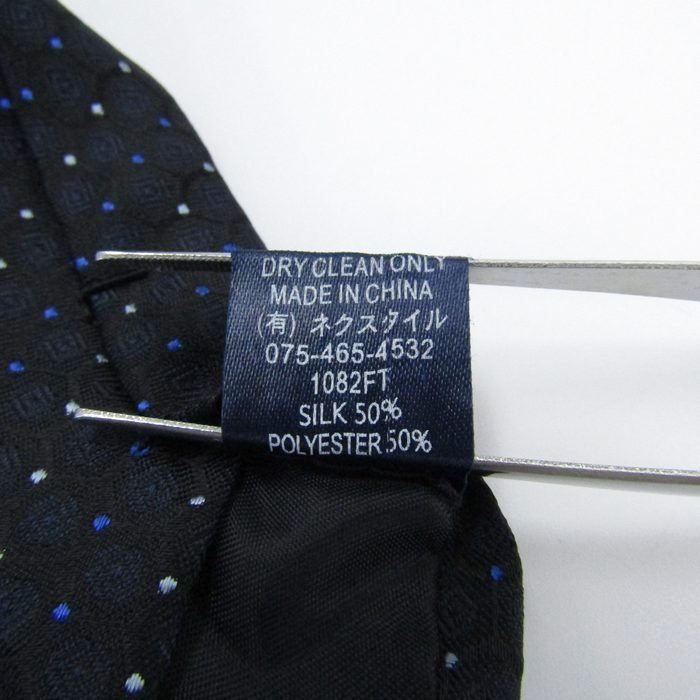 DRY CLEAN ONLY
MADE IN CHINA
(有) ネクスタイル
075-465-4532
1082FT
SILK 50%
POLYESTER 50%